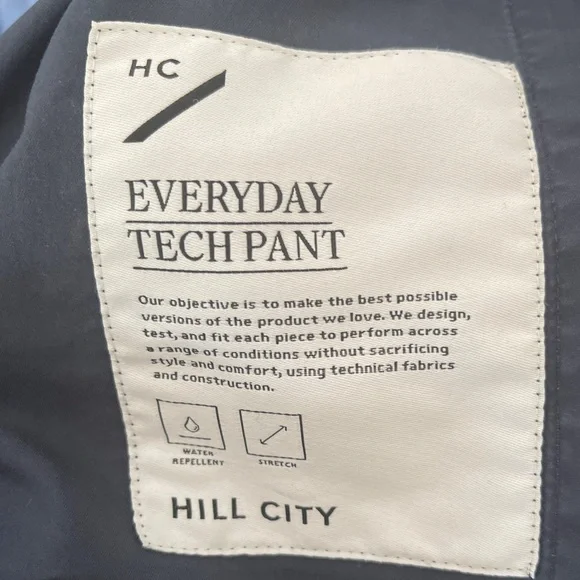 HC
EVERYDAY
TECH PANT
Our objective is to make the best possible
versions of the product we love. We design,
test, and fit each piece to perform across
a range of conditions without sacrificing
style and comfort, using technical fabrics
and construction.
WATER
REPELLENT
STRETCH
HILL CITY